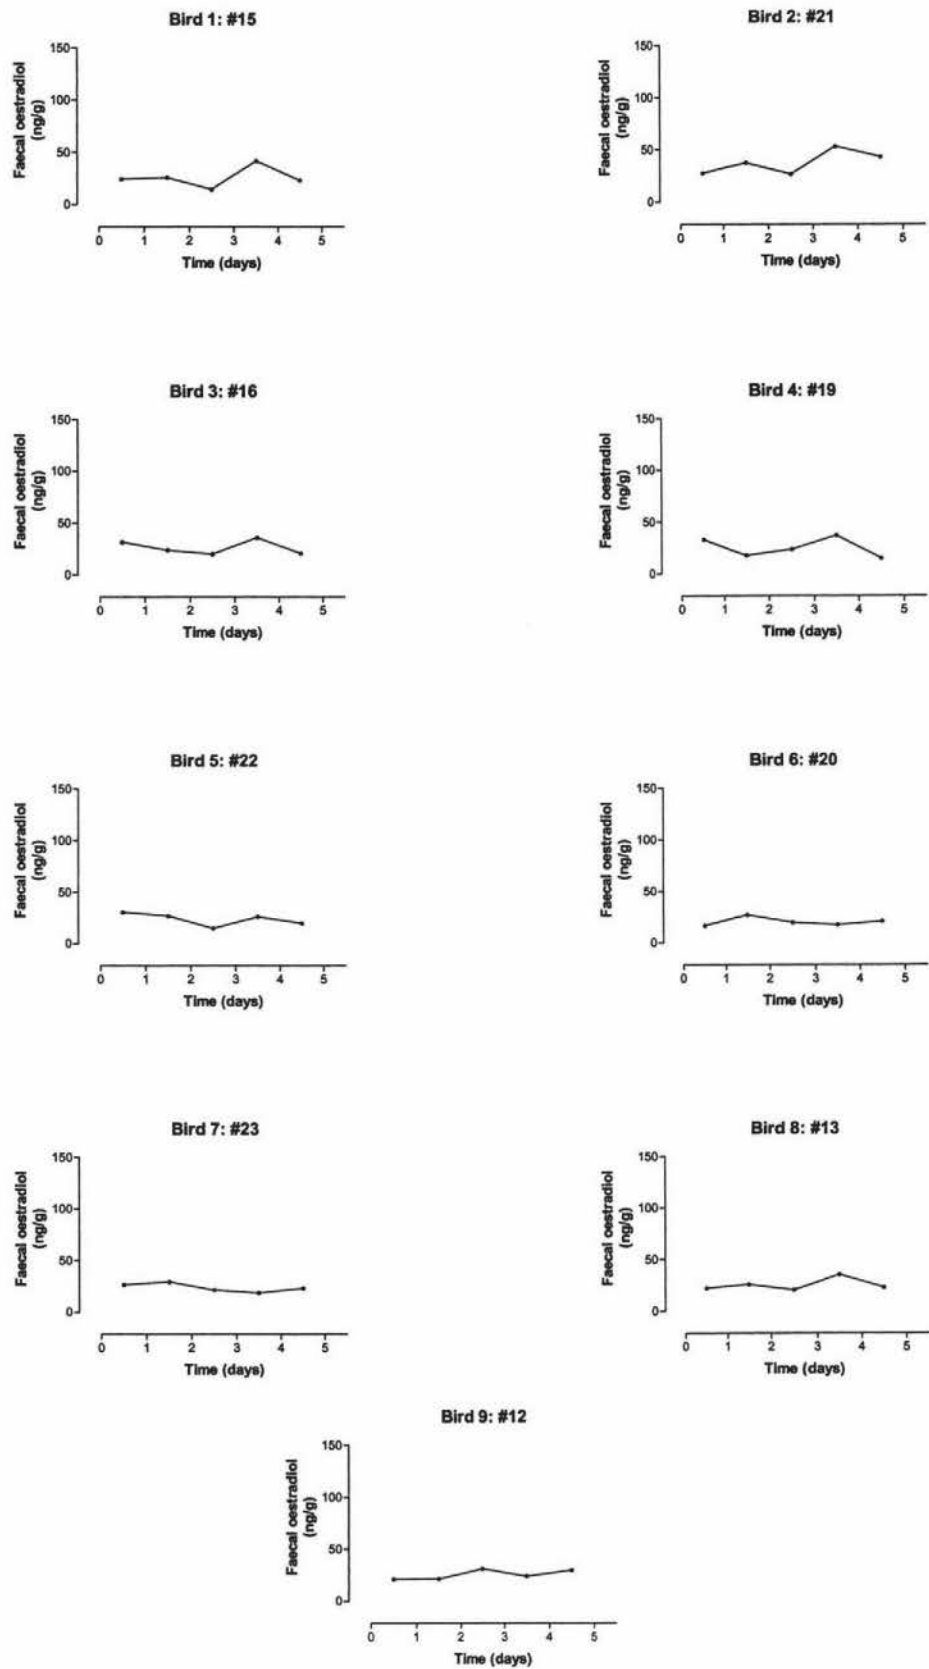 Bird 1: #15
Faecal oestradiol
(ng/g)
150
100
50
0
0 1 2 3 4 5
Time (days)
Bird 2: #21
Faecal oestradiol
(ng/g)
150
100
50
0
0 1 2 3 4 5
Time (days)
Bird 3: #16
Faecal oestradiol
(ng/g)
150
100
50
0
0 1 2 3 4 5
Time (days)
Bird 4: #19
Faecal oestradiol
(ng/g)
150
100
50
0
0 1 2 3 4 5
Time (days)
Bird 5: #22
Faecal oestradiol
(ng/g)
150
100
50
0
0 1 2 3 4 5
Time (days)
Bird 6: #20
Faecal oestradiol
(ng/g)
150
100
50
0
0 1 2 3 4 5
Time (days)
Bird 7: #23
Faecal oestradiol
(ng/g)
150
100
50
0
0 1 2 3 4 5
Time (days)
Bird 8: #13
Faecal oestradiol
(ng/g)
150
100
50
0
0 1 2 3 4 5
Time (days)
Bird 9: #12
Faecal oestradiol
(ng/g)
150
100
50
0
0 1 2 3 4 5
Time (days)